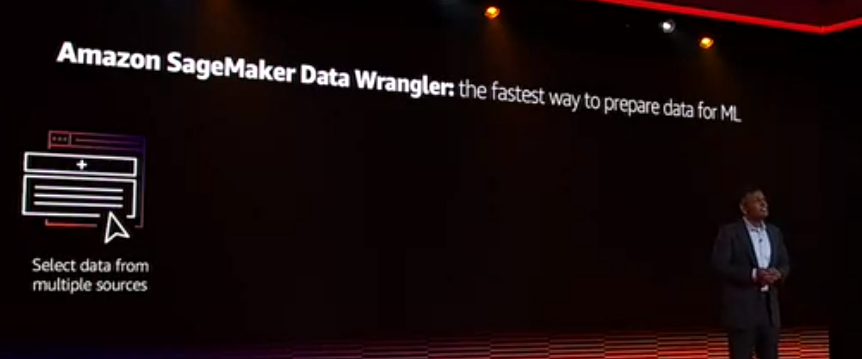 Amazon SageMaker Data Wrangler: the fastest way to prepare data for ML
Select data from
multiple sources